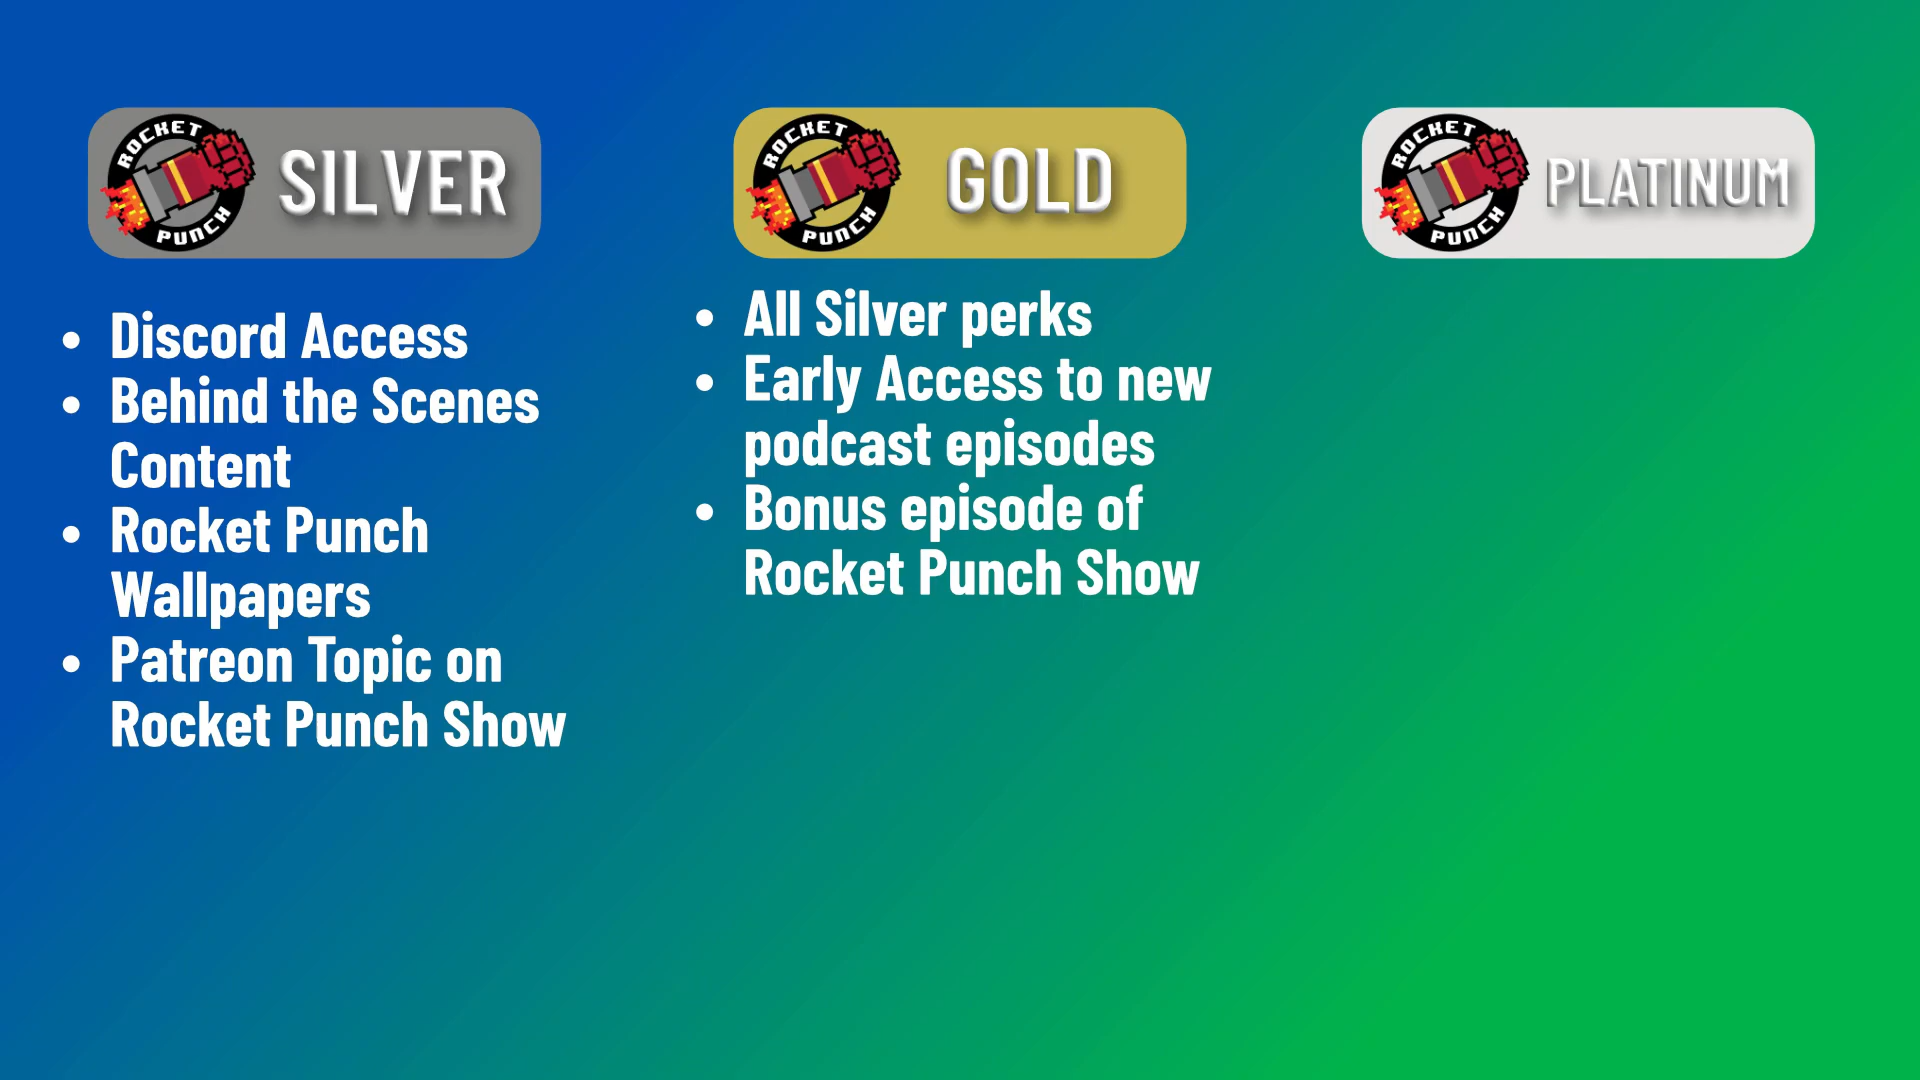 ROCKET
PUNCH
SILVER
• Discord Access
• Behind the Scenes
Content
• Rocket Punch
Wallpapers
• Patreon Topic on
Rocket Punch Show
ROCKET
PUNCH
GOLD
• All Silver perks
• Early Access to new
podcast episodes
• Bonus episode of
Rocket Punch Show
ROCKET
PUNCH
PLATINUM